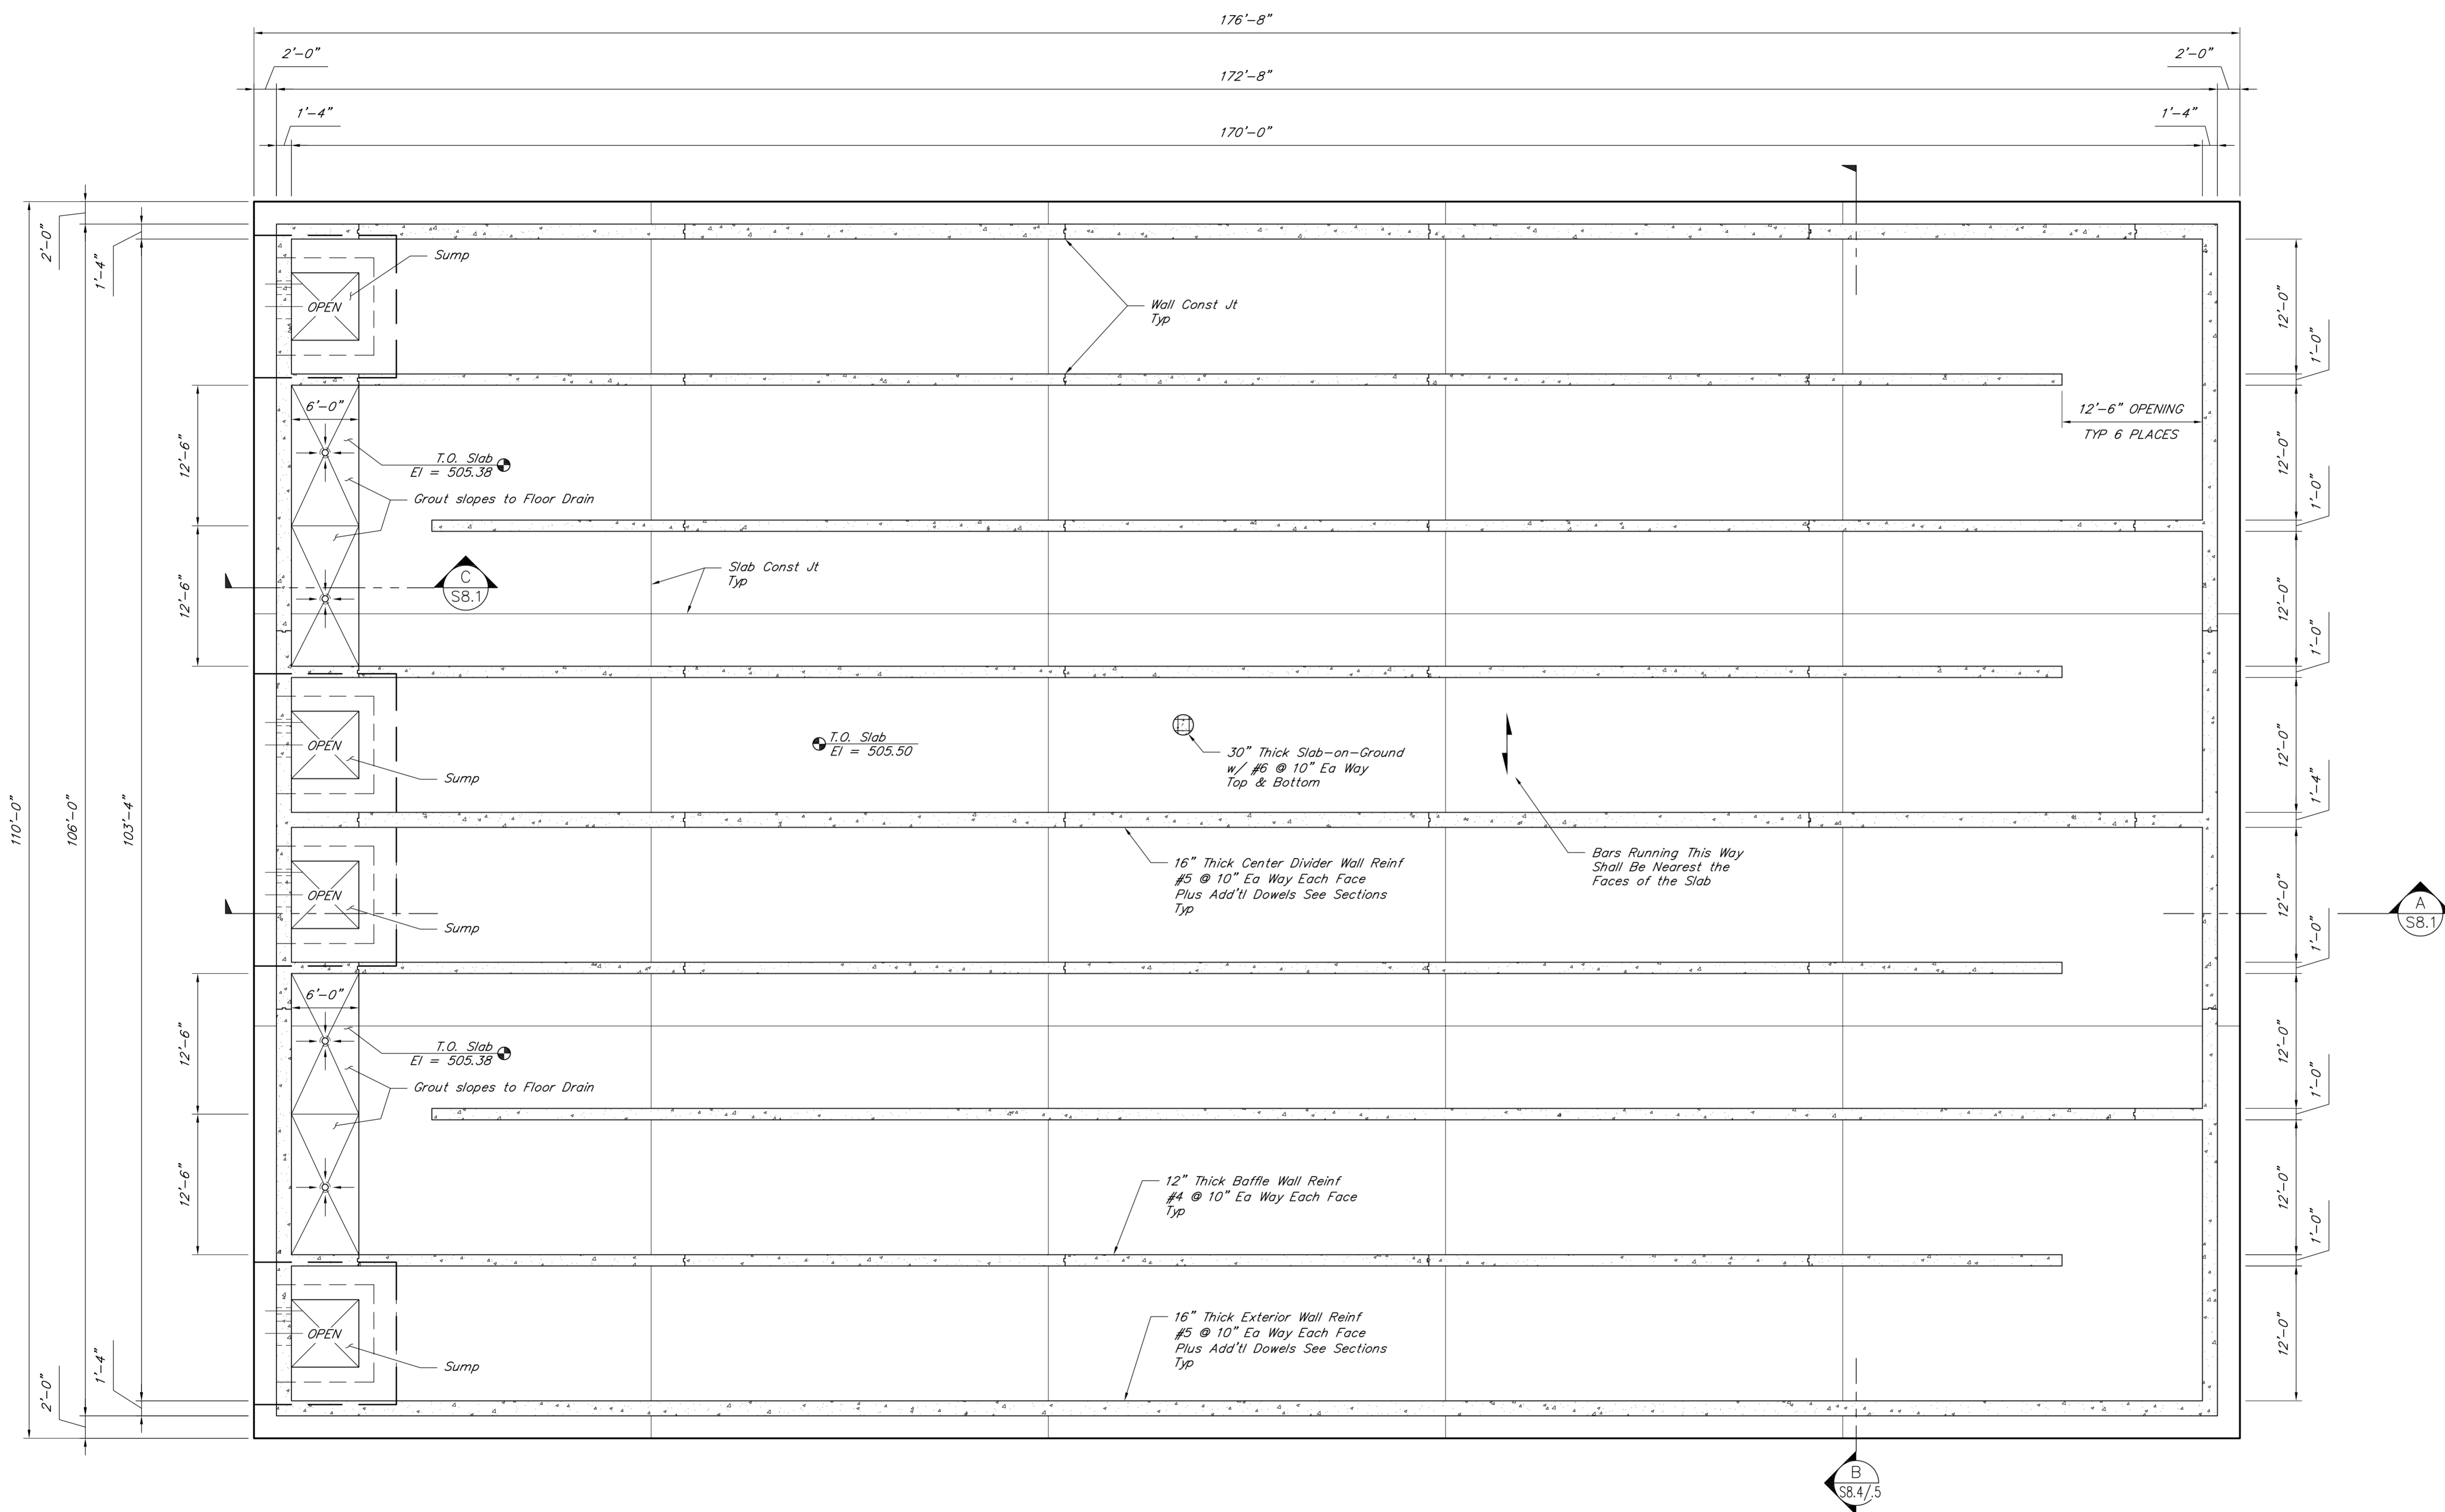 176'-8"
2'-0"
2'-0"
172'-8"
1'-4"
1'-4"
170'-0"
2'-0"
1'-4"
Sump
OPEN
12'-0"
Wall Const Jt
Typ
1'-0"
6'-0"
12'-6" OPENING
TYP 6 PLACES
12'-6"
12'-0"
T.O. Slab
El = 505.38
Grout slopes to Floor Drain
1'-0"
12'-6"
C
S8.1
Slab Const Jt
Typ
12'-0"
1'-0"
OPEN
Sump
T.O. Slab
El = 505.50
30" Thick Slab-on-Ground
w/ #6 @ 10" Ea Way
Top & Bottom
12'-0"
1'-4"
110'-0"
106'-0"
103'-4"
16" Thick Center Divider Wall Reinf
#5 @ 10" Ea Way Each Face
Plus Add'tl Dowels See Sections
Typ
Bars Running This Way
Shall Be Nearest the
Faces of the Slab
OPEN
Sump
12'-0"
A
S8.1
1'-0"
6'-0"
12'-6"
T.O. Slab
El = 505.38
Grout slopes to Floor Drain
12'-0"
1'-0"
12'-6"
12" Thick Baffle Wall Reinf
#4 @ 10" Ea Way Each Face
Typ
12'-0"
1'-0"
OPEN
Sump
16" Thick Exterior Wall Reinf
#5 @ 10" Ea Way Each Face
Plus Add'tl Dowels See Sections
Typ
12'-0"
2'-0"
1'-4"
B
S8.4/.5